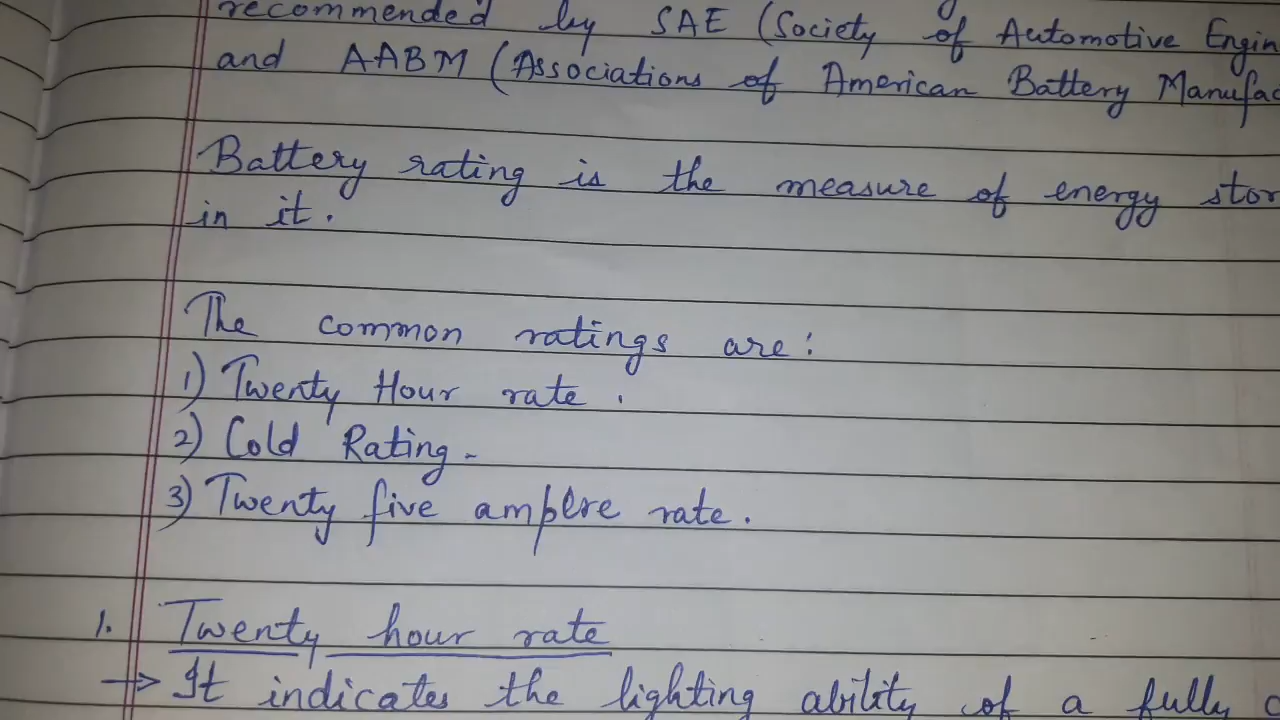 recommended by SAE (Society of Automotive Engin
and AABM (Associations of American Battery Manufac
Battery rating is the measure of energy stor
in it.
The common ratings are:
1) Twenty Hour rate.
2) Cold Rating-
3) Twenty five ampere rate.
1. Twenty hour rate
→ It indicates the lighting ability of a fully c